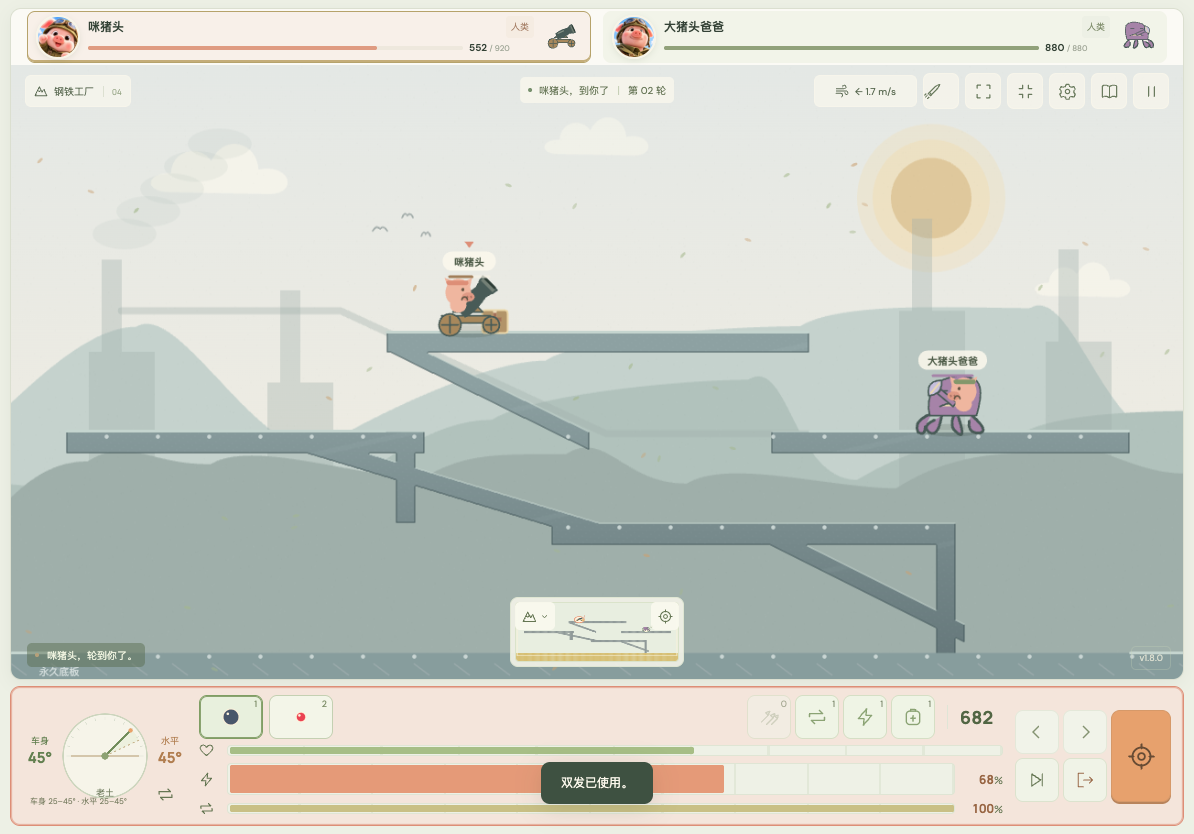 咪猪头
人类
552 / 920
大猪头爸爸
人类
880 / 880
钢铁工厂 04
咪猪头，到你了 第 02 轮
← 1.7 m/s
咪猪头
大猪头爸爸
咪猪头，轮到你了。
永久底板
v1.8.0
车身
45°
水平
45°
老土
车身 25–45° · 水平 25–45°
1
2
0
1
1
1
682
68%
100%
双发已使用。